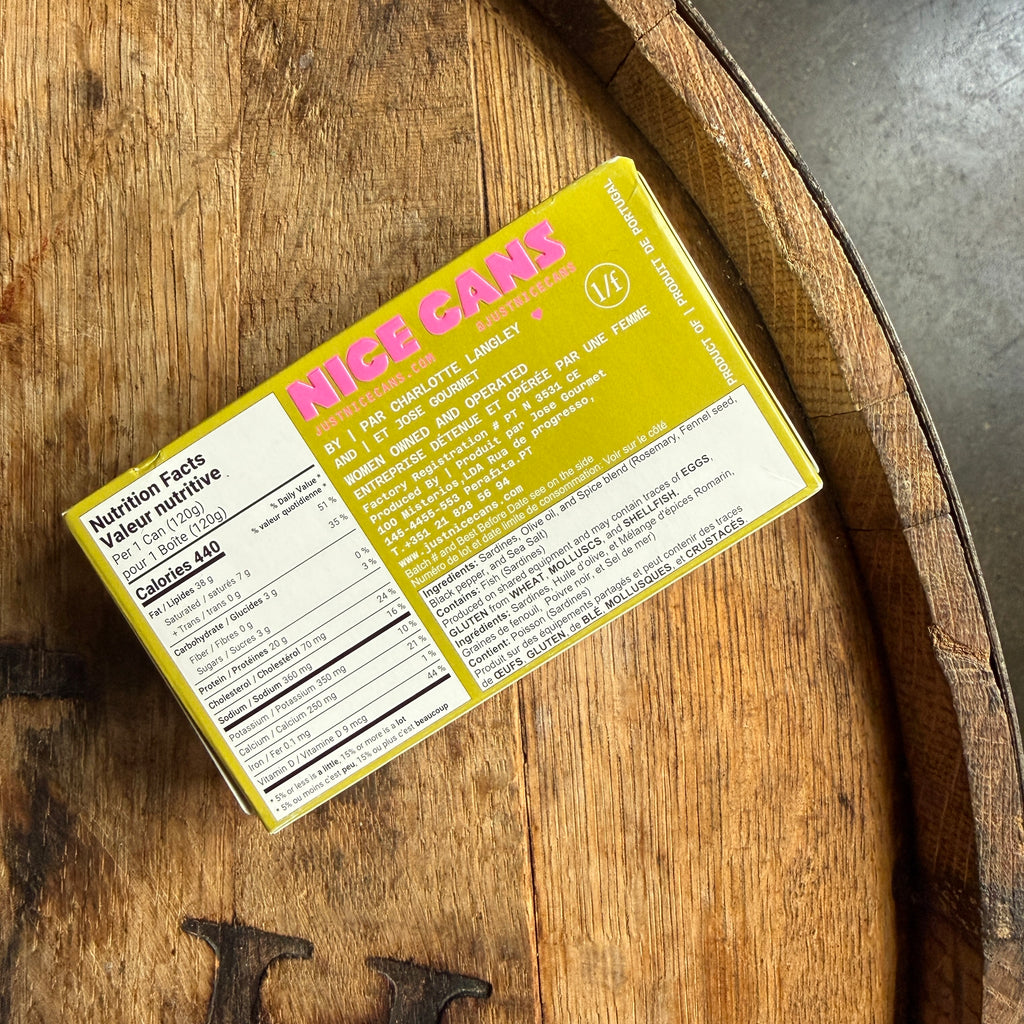 NICE CANS
JUSTNICECANS.COM @JUSTNICECANS
BY | PAR CHARLOTTE LANGLEY ♥
AND | ET JOSE GOURMET
WOMEN OWNED AND OPERATED
ENTREPRISE DÉTENUE ET OPÉRÉE PAR UNE FEMME
Factory Registration # PT N 3531 CE
Produced By | Produit par Jose Gourmet
100 Misterios,LDA Rua de progresso,
145-4455-553 Perafita.PT
T.+351 21 828 56 94
www.justnicecans.com
Batch # and Best Before Date see on the side
Numéro de lot et date limite de consommation: Voir sur le côté
1/f
PRODUCT OF | PRODUIT DE PORTUGAL
Nutrition Facts
Valeur nutritive
Per 1 Can (120g)
pour 1 Boîte (120g)
Calories 440
% Daily Value *
% valeur quotidienne *
Fat / Lipides 38 g 51 %
Saturated / saturés 7 g 35 %
+ Trans / trans 0 g
Carbohydrate / Glucides 3 g
Fiber / Fibres 0 g 0 %
Sugars / Sucres 3 g 3 %
Protein / Protéines 20 g
Cholesterol / Cholestérol 70 mg 24 %
Sodium / Sodium 360 mg 16 %
Potassium / Potassium 350 mg 10 %
Calcium / Calcium 250 mg 21 %
Iron / Fer 0.1 mg 1 %
Vitamin D / Vitamine D 9 mcg 44 %
* 5% or less is a little, 15% or more is a lot
* 5% ou moins c'est peu, 15% ou plus c'est beaucoup
Ingredients: Sardines, Olive oil, and Spice blend (Rosemary, Fennel seed,
Black pepper, and Sea Salt)
Contains: Fish (Sardines)
Produced on shared equipment and may contain traces of EGGS,
GLUTEN from WHEAT, MOLLUSCS, and SHELLFISH.
Ingrédients: Sardines, Huile d'olive, et Mélange d'épices Romarin,
Graines de fenouil, Poivre noir, et Sel de mer)
Contient: Poisson (Sardines)
Produit sur des équipements partagés et peut contenir des traces
de ŒUFS, GLUTEN, de BLÉ, MOLLUSQUES, et CRUSTACÉS.